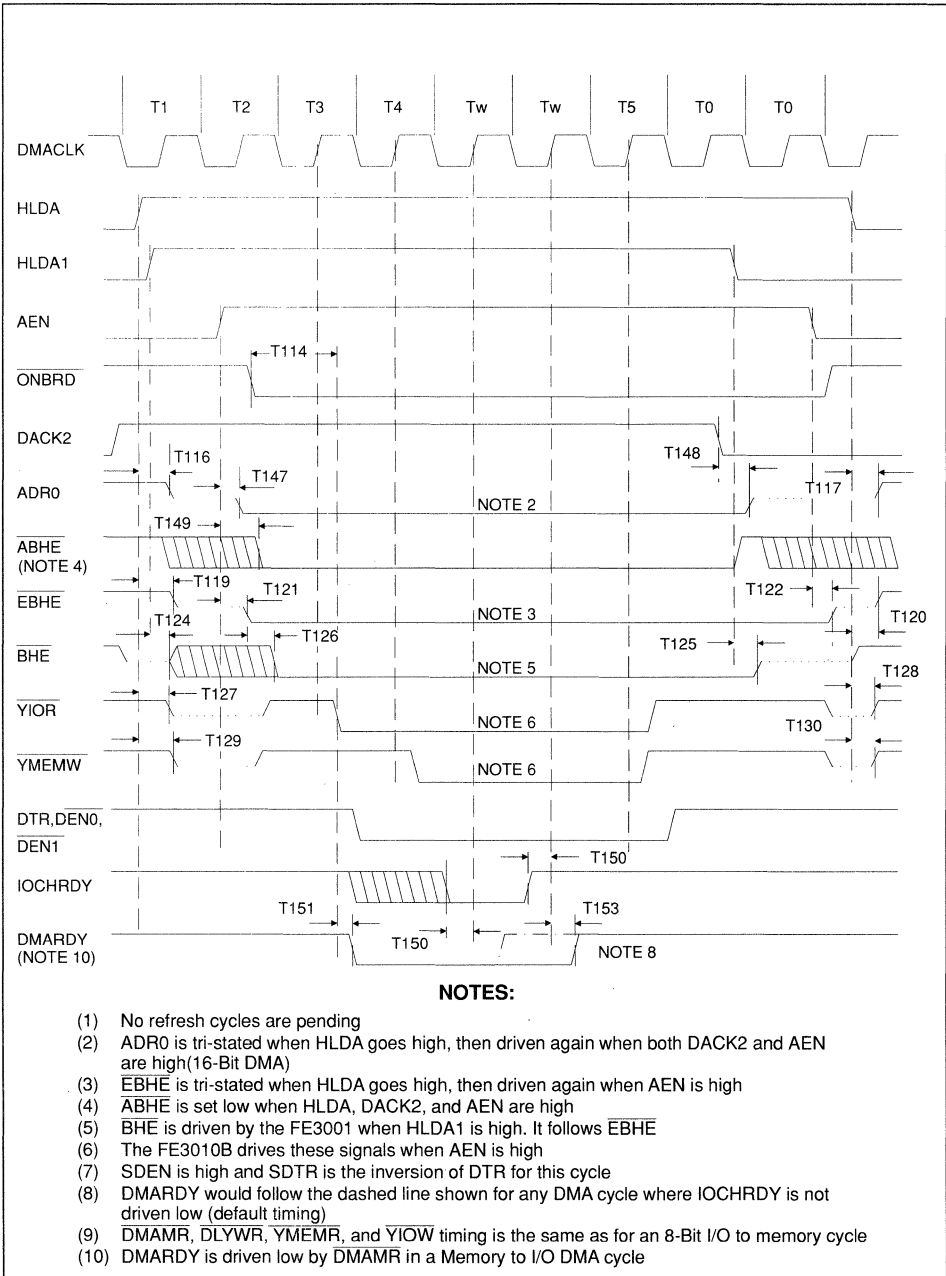 T1 T2 T3 T4 Tw Tw T5 T0 T0
DMACLK
HLDA
HLDA1
AEN
T114
ONBRD
DACK2
T116 T148
T147 T117
ADR0 NOTE 2
T149
ABHE
(NOTE 4)
T119 T121 T122
EBHE NOTE 3
T124 T126 T125 T120
BHE NOTE 5
T127 T128
YIOR NOTE 6
T129 T130
YMEMW NOTE 6
DTR,DEN0,
DEN1
T150
IOCHRDY
T151 T150 T153
DMARDY
(NOTE 10) NOTE 8
NOTES:
(1) No refresh cycles are pending
(2) ADR0 is tri-stated when HLDA goes high, then driven again when both DACK2 and AEN
are high(16-Bit DMA)
(3) EBHE is tri-stated when HLDA goes high, then driven again when AEN is high
(4) ABHE is set low when HLDA, DACK2, and AEN are high
(5) BHE is driven by the FE3001 when HLDA1 is high. It follows EBHE
(6) The FE3010B drives these signals when AEN is high
(7) SDEN is high and SDTR is the inversion of DTR for this cycle
(8) DMARDY would follow the dashed line shown for any DMA cycle where IOCHRDY is not
driven low (default timing)
(9) DMAMR, DLYWR, YMEMR, and YIOW timing is the same as for an 8-Bit I/O to memory cycle
(10) DMARDY is driven low by DMAMR in a Memory to I/O DMA cycle